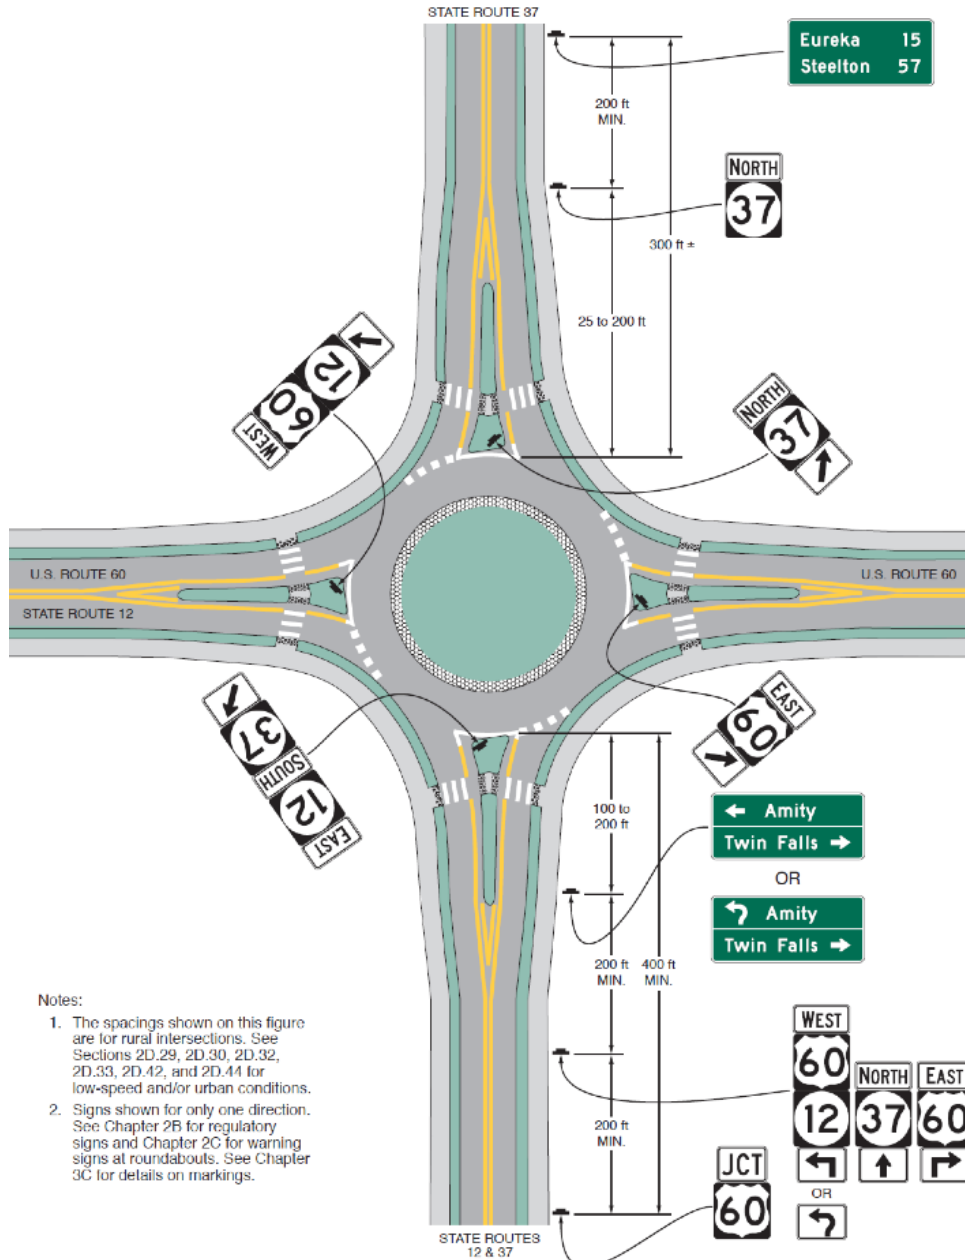 STATE ROUTE 37
Eureka 15
Steelton 57
200 ft
MIN.
NORTH
37
300 ft ±
25 to 200 ft
12
60
WEST
NORTH
37
U.S. ROUTE 60
STATE ROUTE 12
U.S. ROUTE 60
37
SOUTH
12
EAST
EAST
60
100 to
200 ft
Amity
Twin Falls
OR
Amity
Twin Falls
200 ft
MIN.
400 ft
MIN.
Notes:
1. The spacings shown on this figure
are for rural intersections. See
Sections 2D.29, 2D.30, 2D.32,
2D.33, 2D.42, and 2D.44 for
low-speed and/or urban conditions.
2. Signs shown for only one direction.
See Chapter 2B for regulatory
signs and Chapter 2C for warning
signs at roundabouts. See Chapter
3C for details on markings.
WEST
60
12
NORTH
37
EAST
60
OR
200 ft
MIN.
JCT
60
STATE ROUTES
12 & 37